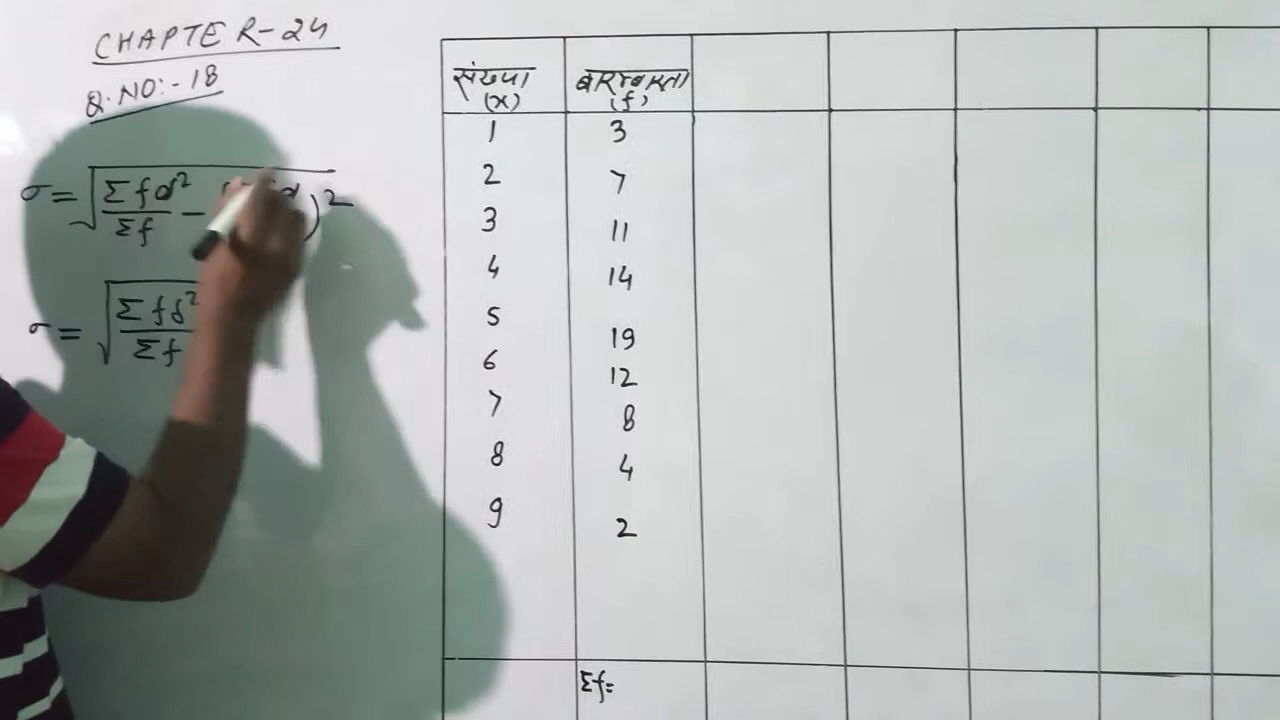 CHAPTER-24
Q.NO:-18
σ = √ Σfd²/Σf - )²
σ = √ Σfδ²/Σf
संख्या (x) बारम्बारता (f)
1 3
2 7
3 11
4 14
5 19
6 12
7 8
8 4
9 2
Σf=